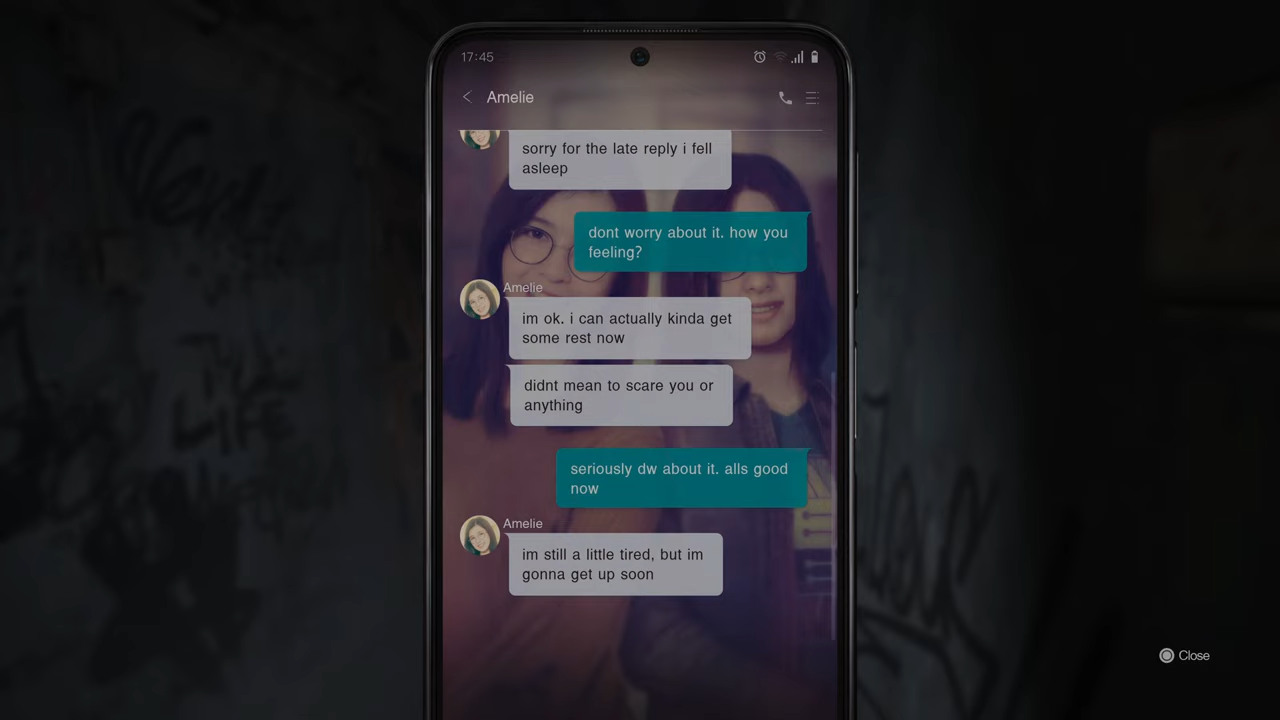 17:45
Amelie
sorry for the late reply i fell
asleep
dont worry about it. how you
feeling?
Amelie
im ok. i can actually kinda get
some rest now
didnt mean to scare you or
anything
seriously dw about it. alls good
now
Amelie
im still a little tired, but im
gonna get up soon
Close